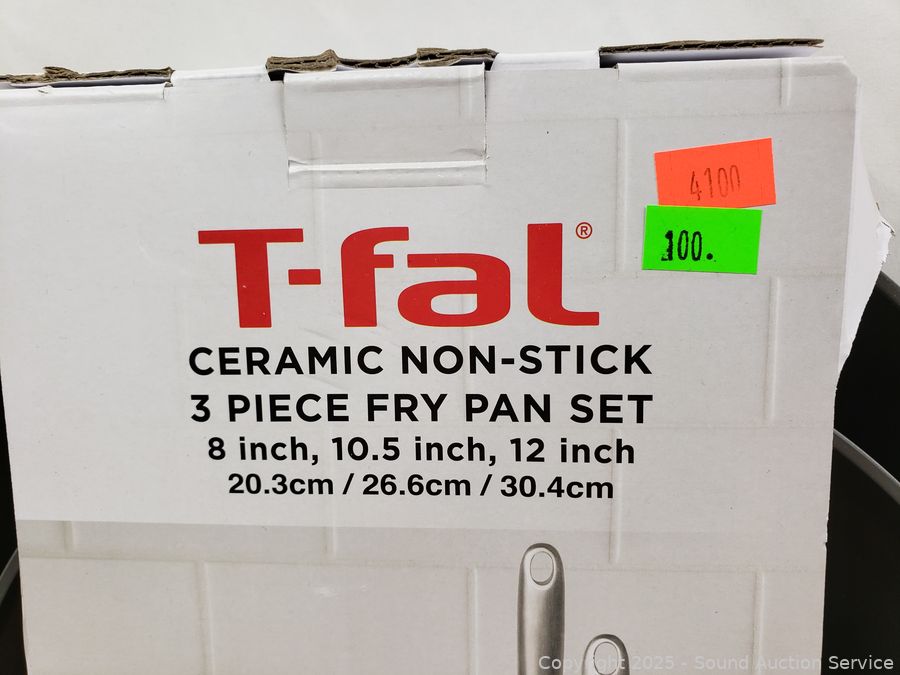 4100
100.
T-fal®
CERAMIC NON-STICK
3 PIECE FRY PAN SET
8 inch, 10.5 inch, 12 inch
20.3cm / 26.6cm / 30.4cm
Copyright 2025 - Sound Auction Service